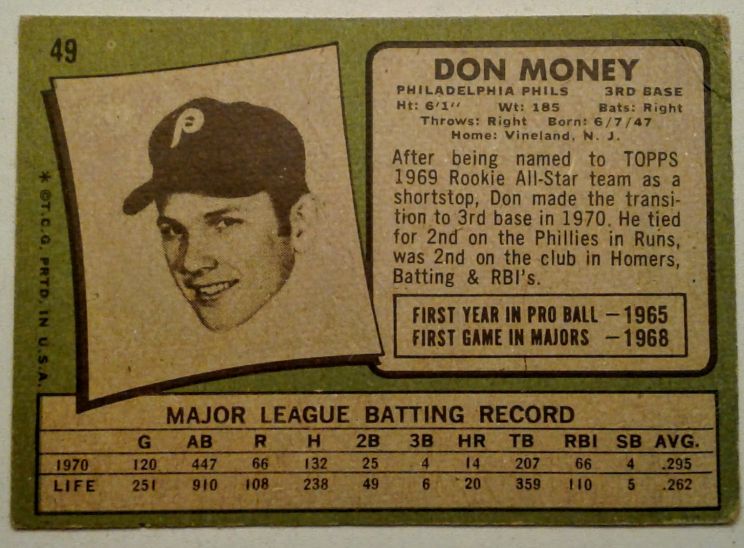 49
P
DON MONEY
PHILADELPHIA PHILS 3RD BASE
Ht: 6'1" Wt: 185 Bats: Right
Throws: Right Born: 6/7/47
Home: Vineland, N. J.
After being named to TOPPS
1969 Rookie All-Star team as a
shortstop, Don made the transi-
tion to 3rd base in 1970. He tied
for 2nd on the Phillies in Runs,
was 2nd on the club in Homers,
Batting & RBI's.
FIRST YEAR IN PRO BALL — 1965
FIRST GAME IN MAJORS — 1968
* ©T.C.G. PRTD. IN U.S.A.
MAJOR LEAGUE BATTING RECORD
G AB R H 2B 3B HR TB RBI SB AVG.
1970 120 447 66 132 25 4 14 207 66 4 .295
LIFE 251 910 108 238 49 6 20 359 110 5 .262